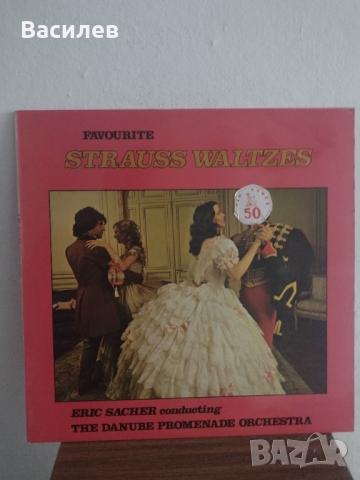 Василев
FAVOURITE
STRAUSS WALTZES
50
ERIC SACHER conducting
THE DANUBE PROMENADE ORCHESTRA
BAZAR